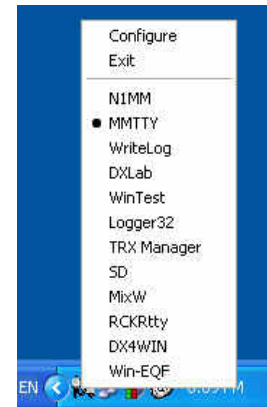 Configure
Exit
N1MM
MMTTY
WriteLog
DXLab
WinTest
Logger32
TRX Manager
SD
MixW
RCKRtty
DX4WIN
Win-EQF
EN